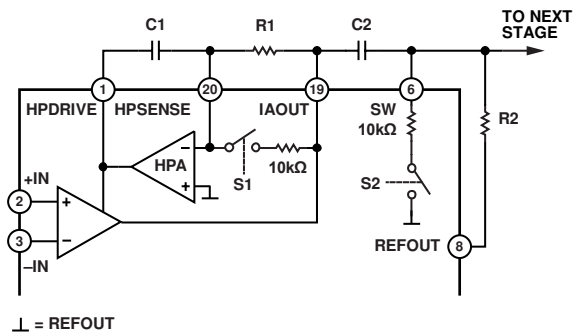 C1
R1
C2
TO NEXT
STAGE
1
20
19
6
HPDRIVE
HPSENSE
IAOUT
SW
10kΩ
R2
–
HPA
+
10kΩ
S1
S2
+IN
2
+
3
–
–IN
REFOUT
8
⊥ = REFOUT